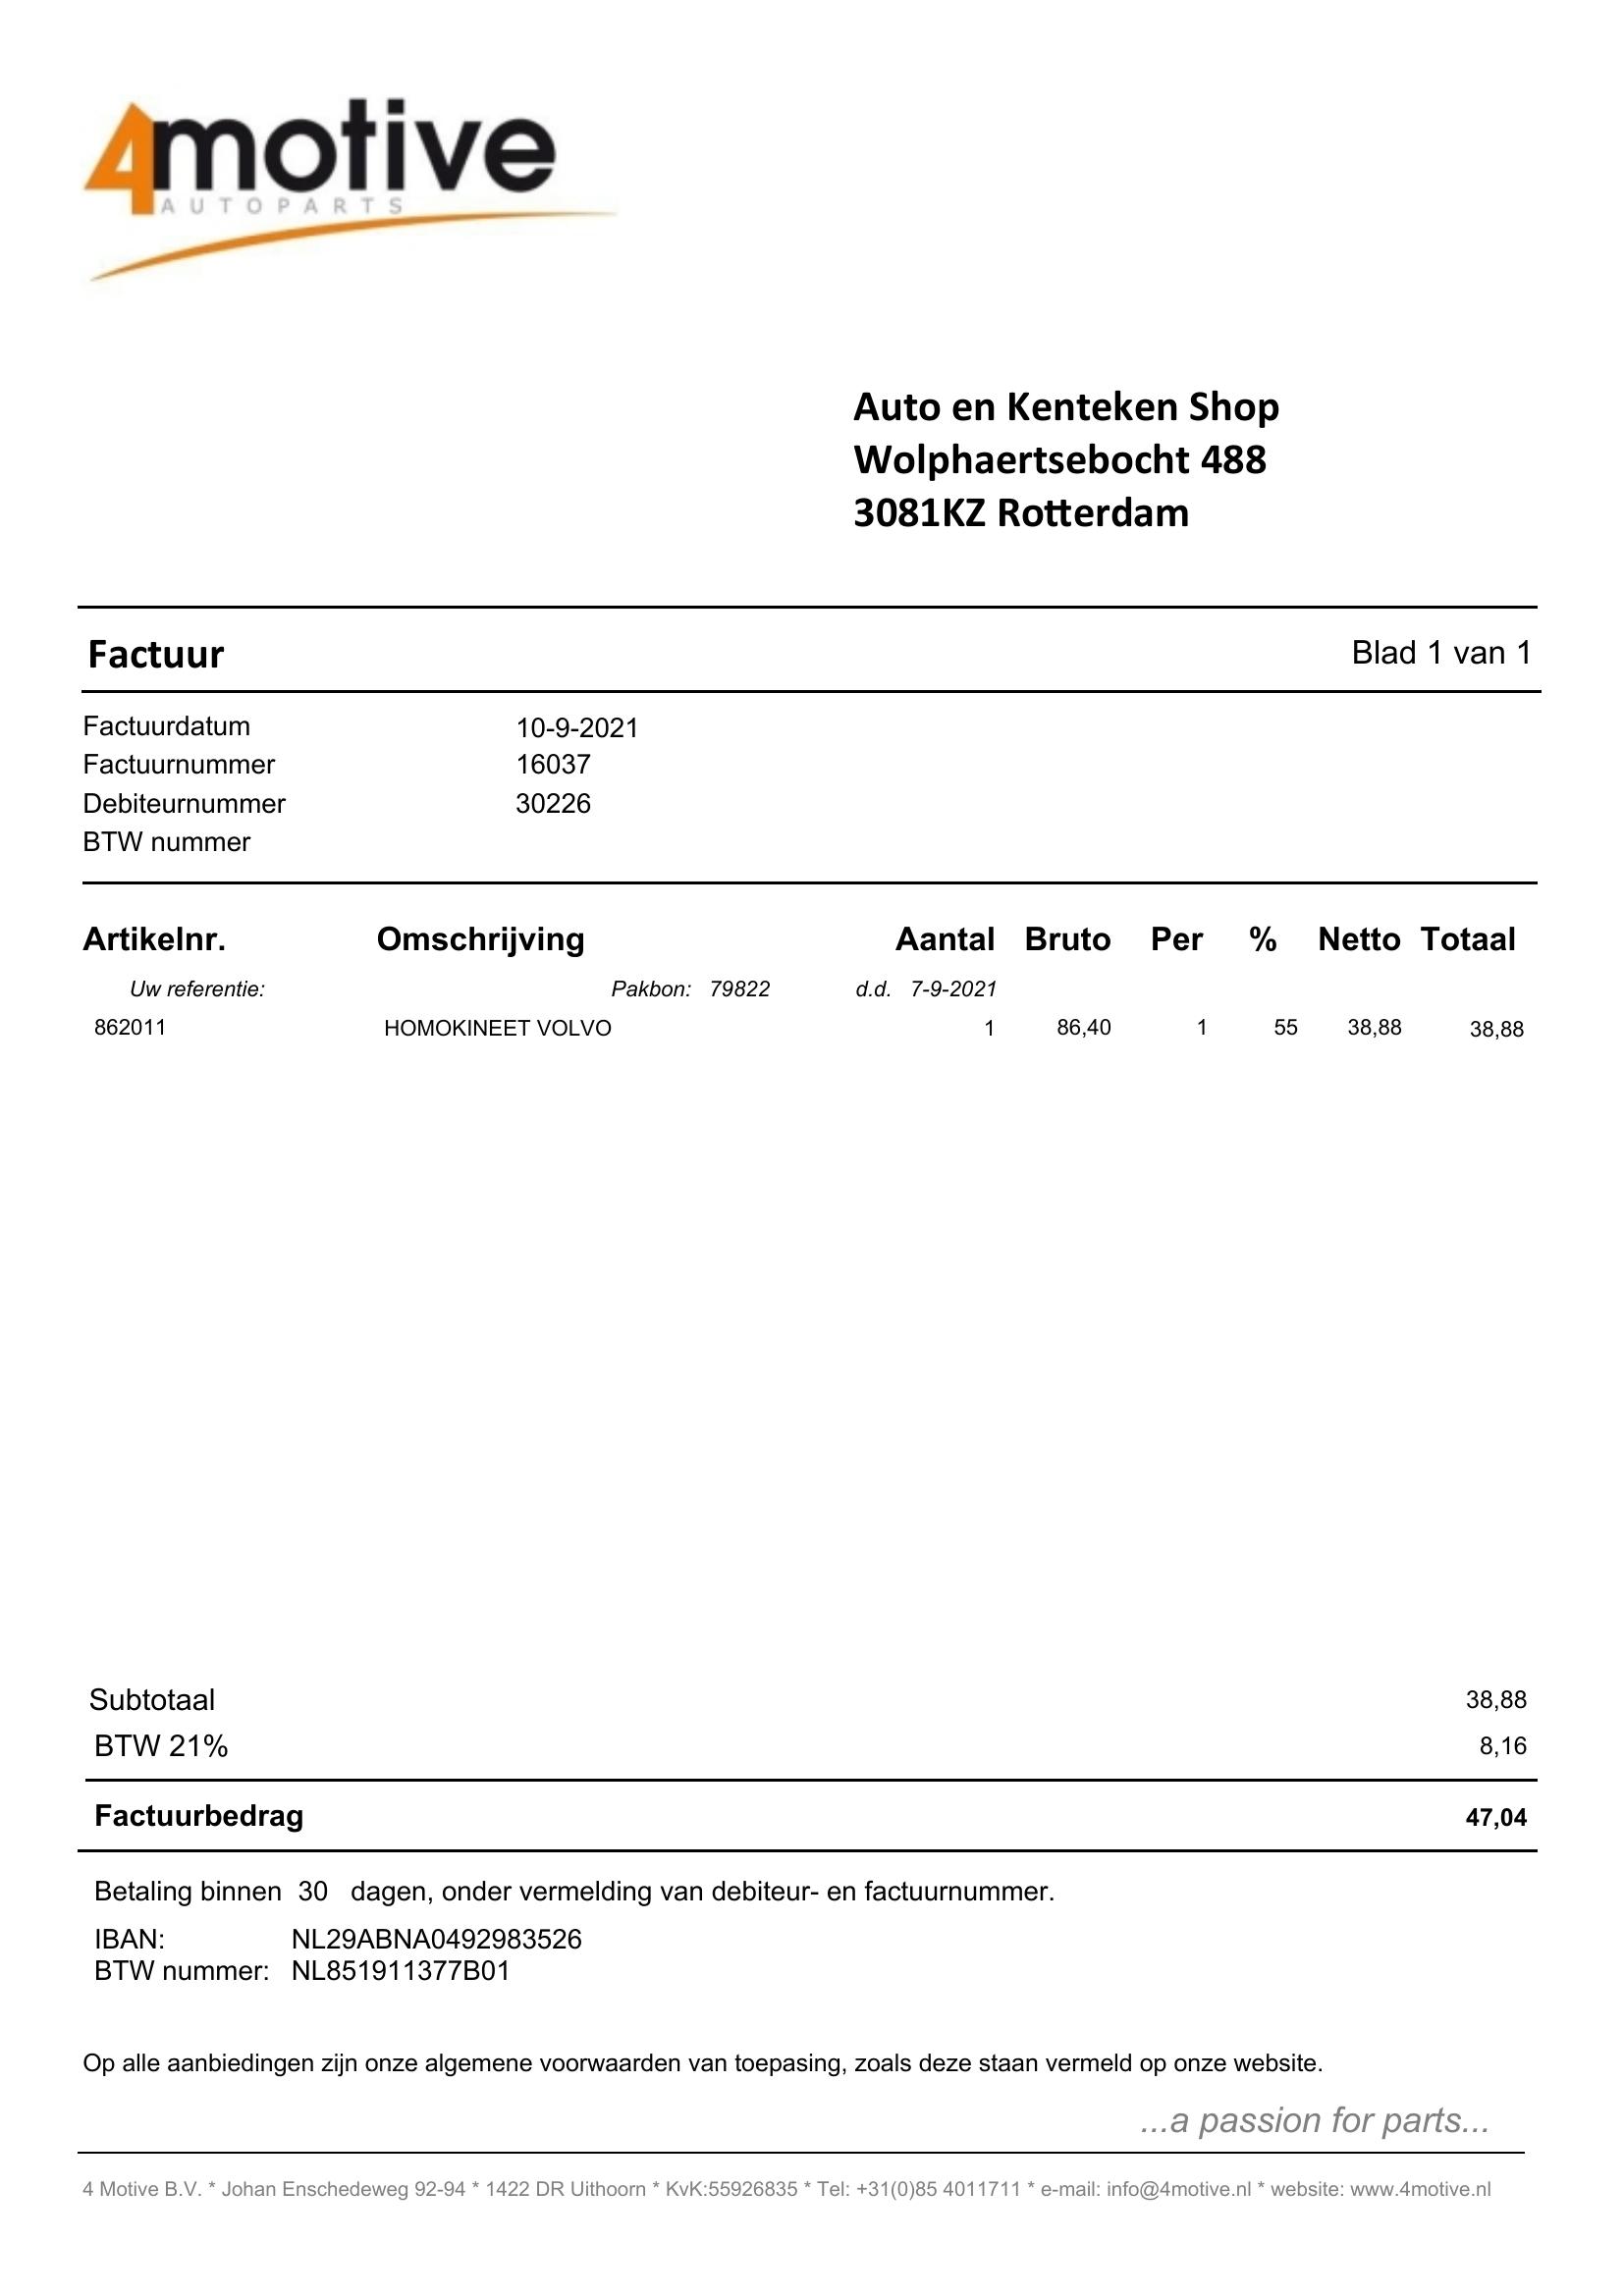 4motive
AUTOPARTS
Auto en Kenteken Shop
Wolphaertsebocht 488
3081KZ Rotterdam
Factuur Blad 1 van 1
Factuurdatum 10-9-2021
Factuurnummer 16037
Debiteurnummer 30226
BTW nummer
Artikelnr. Omschrijving Aantal Bruto Per % Netto Totaal
Uw referentie: Pakbon: 79822 d.d. 7-9-2021
862011 HOMOKINEET VOLVO 1 86,40 1 55 38,88 38,88
Subtotaal 38,88
BTW 21% 8,16
Factuurbedrag 47,04
Betaling binnen 30 dagen, onder vermelding van debiteur- en factuurnummer.
IBAN: NL29ABNA0492983526
BTW nummer: NL851911377B01
Op alle aanbiedingen zijn onze algemene voorwaarden van toepasing, zoals deze staan vermeld op onze website.
...a passion for parts...
4 Motive B.V. * Johan Enschedeweg 92-94 * 1422 DR Uithoorn * KvK:55926835 * Tel: +31(0)85 4011711 * e-mail: info@4motive.nl * website: www.4motive.nl